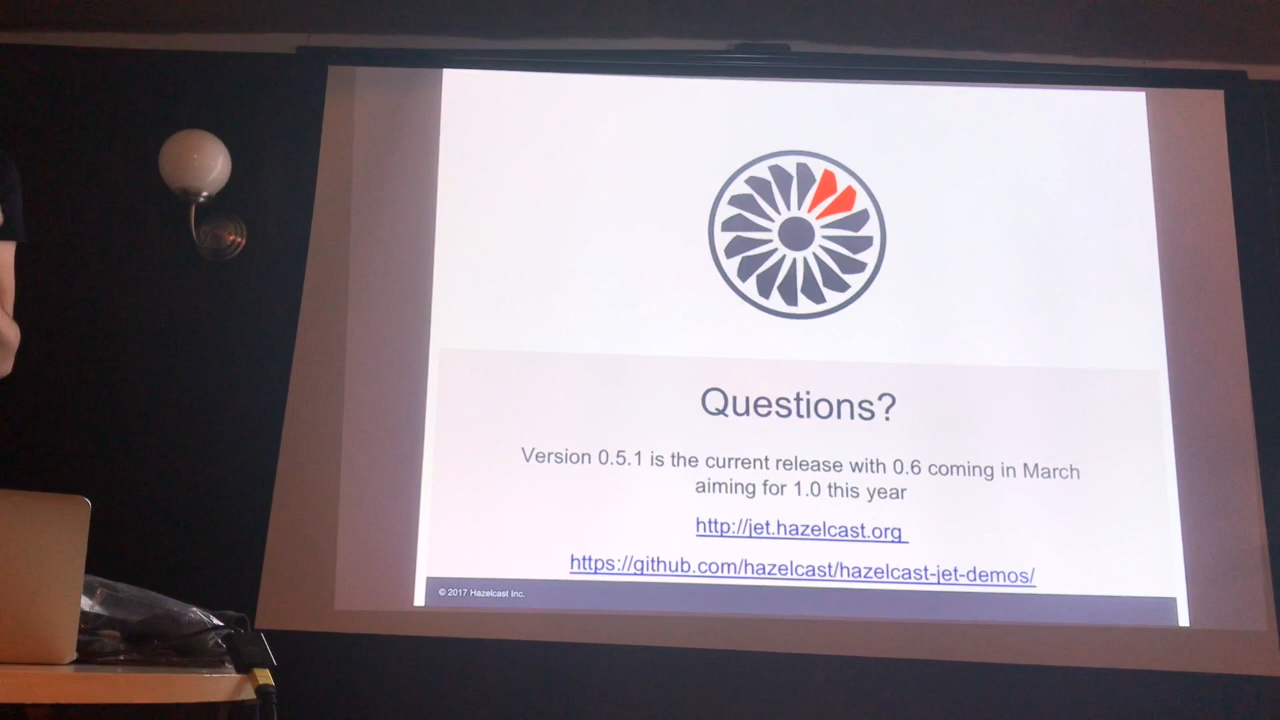 Questions?
Version 0.5.1 is the current release with 0.6 coming in March
aiming for 1.0 this year
http://jet.hazelcast.org
https://github.com/hazelcast/hazelcast-jet-demos/
© 2017 Hazelcast Inc.